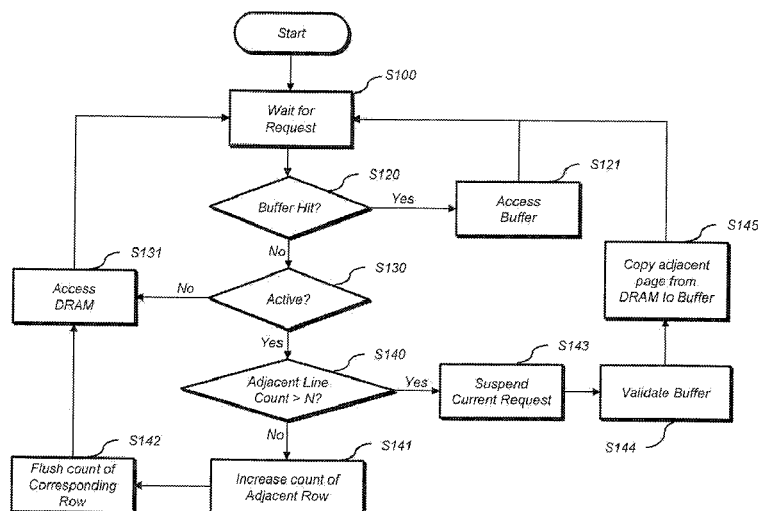 Start
S100
Wait for
Request
S120
Buffer Hit?
Yes
S121
Access
Buffer
No
S145
Copy adjacent
page from
DRAM to Buffer
S131
Access
DRAM
No
S130
Active?
Yes
S140
Adjacent Line
Count > N?
Yes
S143
Suspend
Current Request
Validate Buffer
S144
No
S142
Flush count of
Corresponding
Row
S141
Increase count of
Adjacent Row